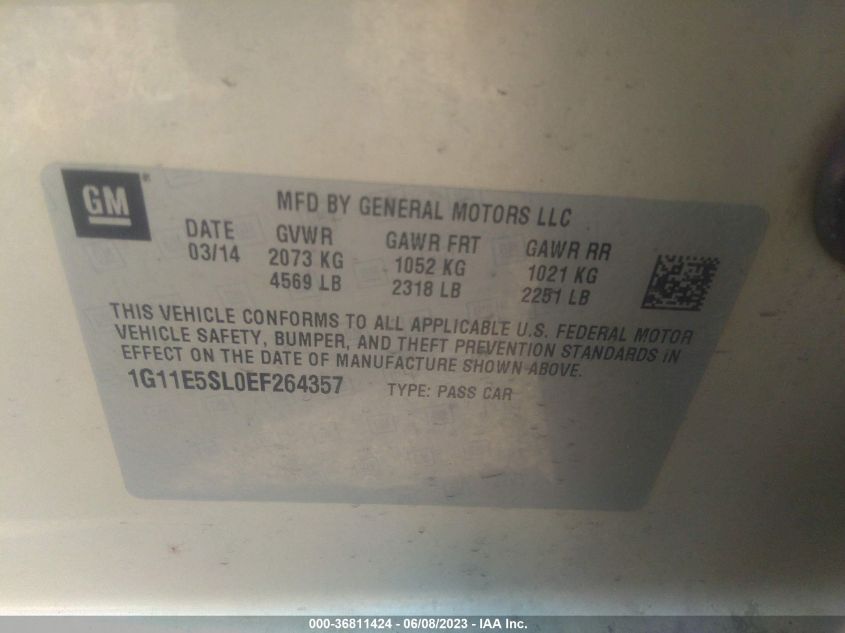 GM®
MFD BY GENERAL MOTORS LLC
DATE GVWR GAWR FRT GAWR RR
03/14 2073 KG 1052 KG 1021 KG
4569 LB 2318 LB 2251 LB
THIS VEHICLE CONFORMS TO ALL APPLICABLE U.S. FEDERAL MOTOR
VEHICLE SAFETY, BUMPER, AND THEFT PREVENTION STANDARDS IN
EFFECT ON THE DATE OF MANUFACTURE SHOWN ABOVE.
1G11E5SL0EF264357 TYPE: PASS CAR
000-36811424 - 06/08/2023 - IAA Inc.